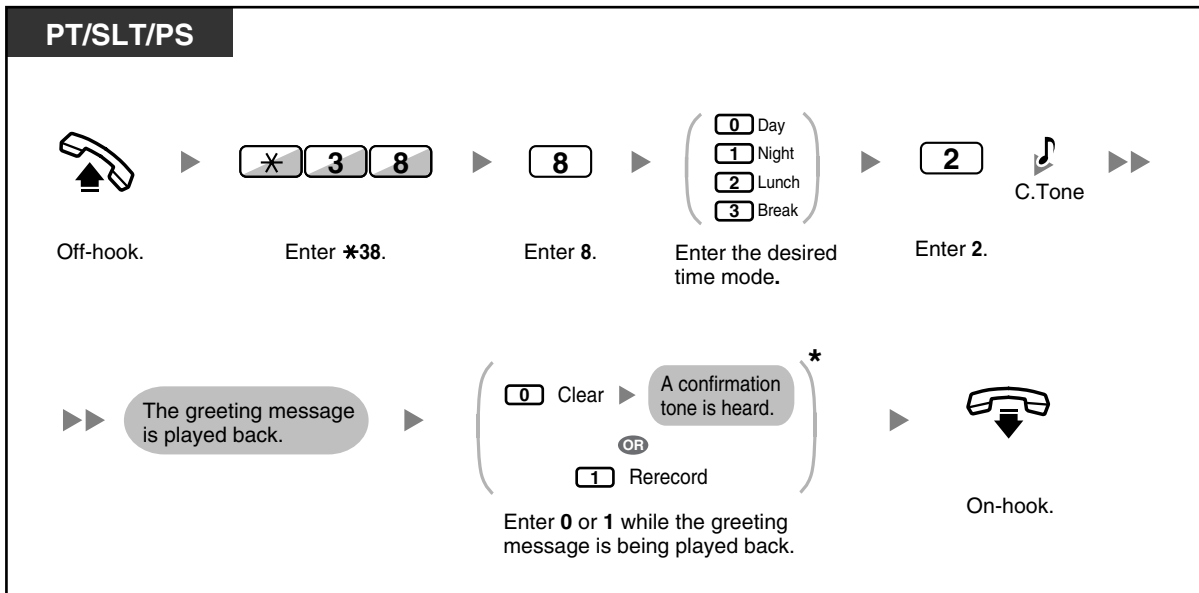 PT/SLT/PS
✳ 3 8
8
0 Day
1 Night
2 Lunch
3 Break
2
C.Tone
Off-hook.
Enter ✳38.
Enter 8.
Enter the desired
time mode.
Enter 2.
The greeting message
is played back.
0 Clear
A confirmation
tone is heard.
*
OR
1 Rerecord
Enter 0 or 1 while the greeting
message is being played back.
On-hook.